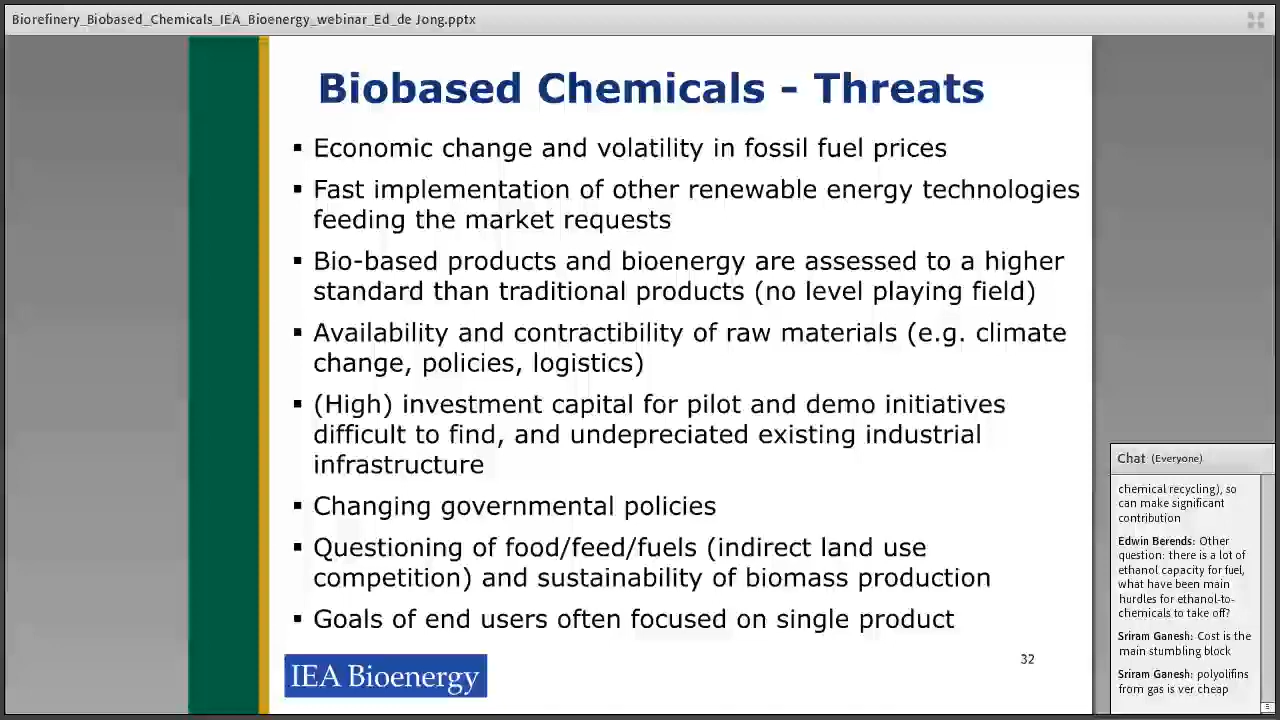 Biorefinery_Biobased_Chemicals_IEA_Bioenergy_webinar_Ed_de Jong.pptx
Biobased Chemicals - Threats
▪ Economic change and volatility in fossil fuel prices
▪ Fast implementation of other renewable energy technologies
feeding the market requests
▪ Bio-based products and bioenergy are assessed to a higher
standard than traditional products (no level playing field)
▪ Availability and contractibility of raw materials (e.g. climate
change, policies, logistics)
▪ (High) investment capital for pilot and demo initiatives
difficult to find, and undepreciated existing industrial
infrastructure
▪ Changing governmental policies
▪ Questioning of food/feed/fuels (indirect land use
competition) and sustainability of biomass production
▪ Goals of end users often focused on single product
32
IEA Bioenergy
Chat (Everyone)
chemical recycling), so
can make significant
contribution
Edwin Berends: Other
question: there is a lot of
ethanol capacity for fuel,
what have been main
hurdles for ethanol-to-
chemicals to take off?
Sriram Ganesh: Cost is the
main stumbling block
Sriram Ganesh: polyolifins
from gas is ver cheap